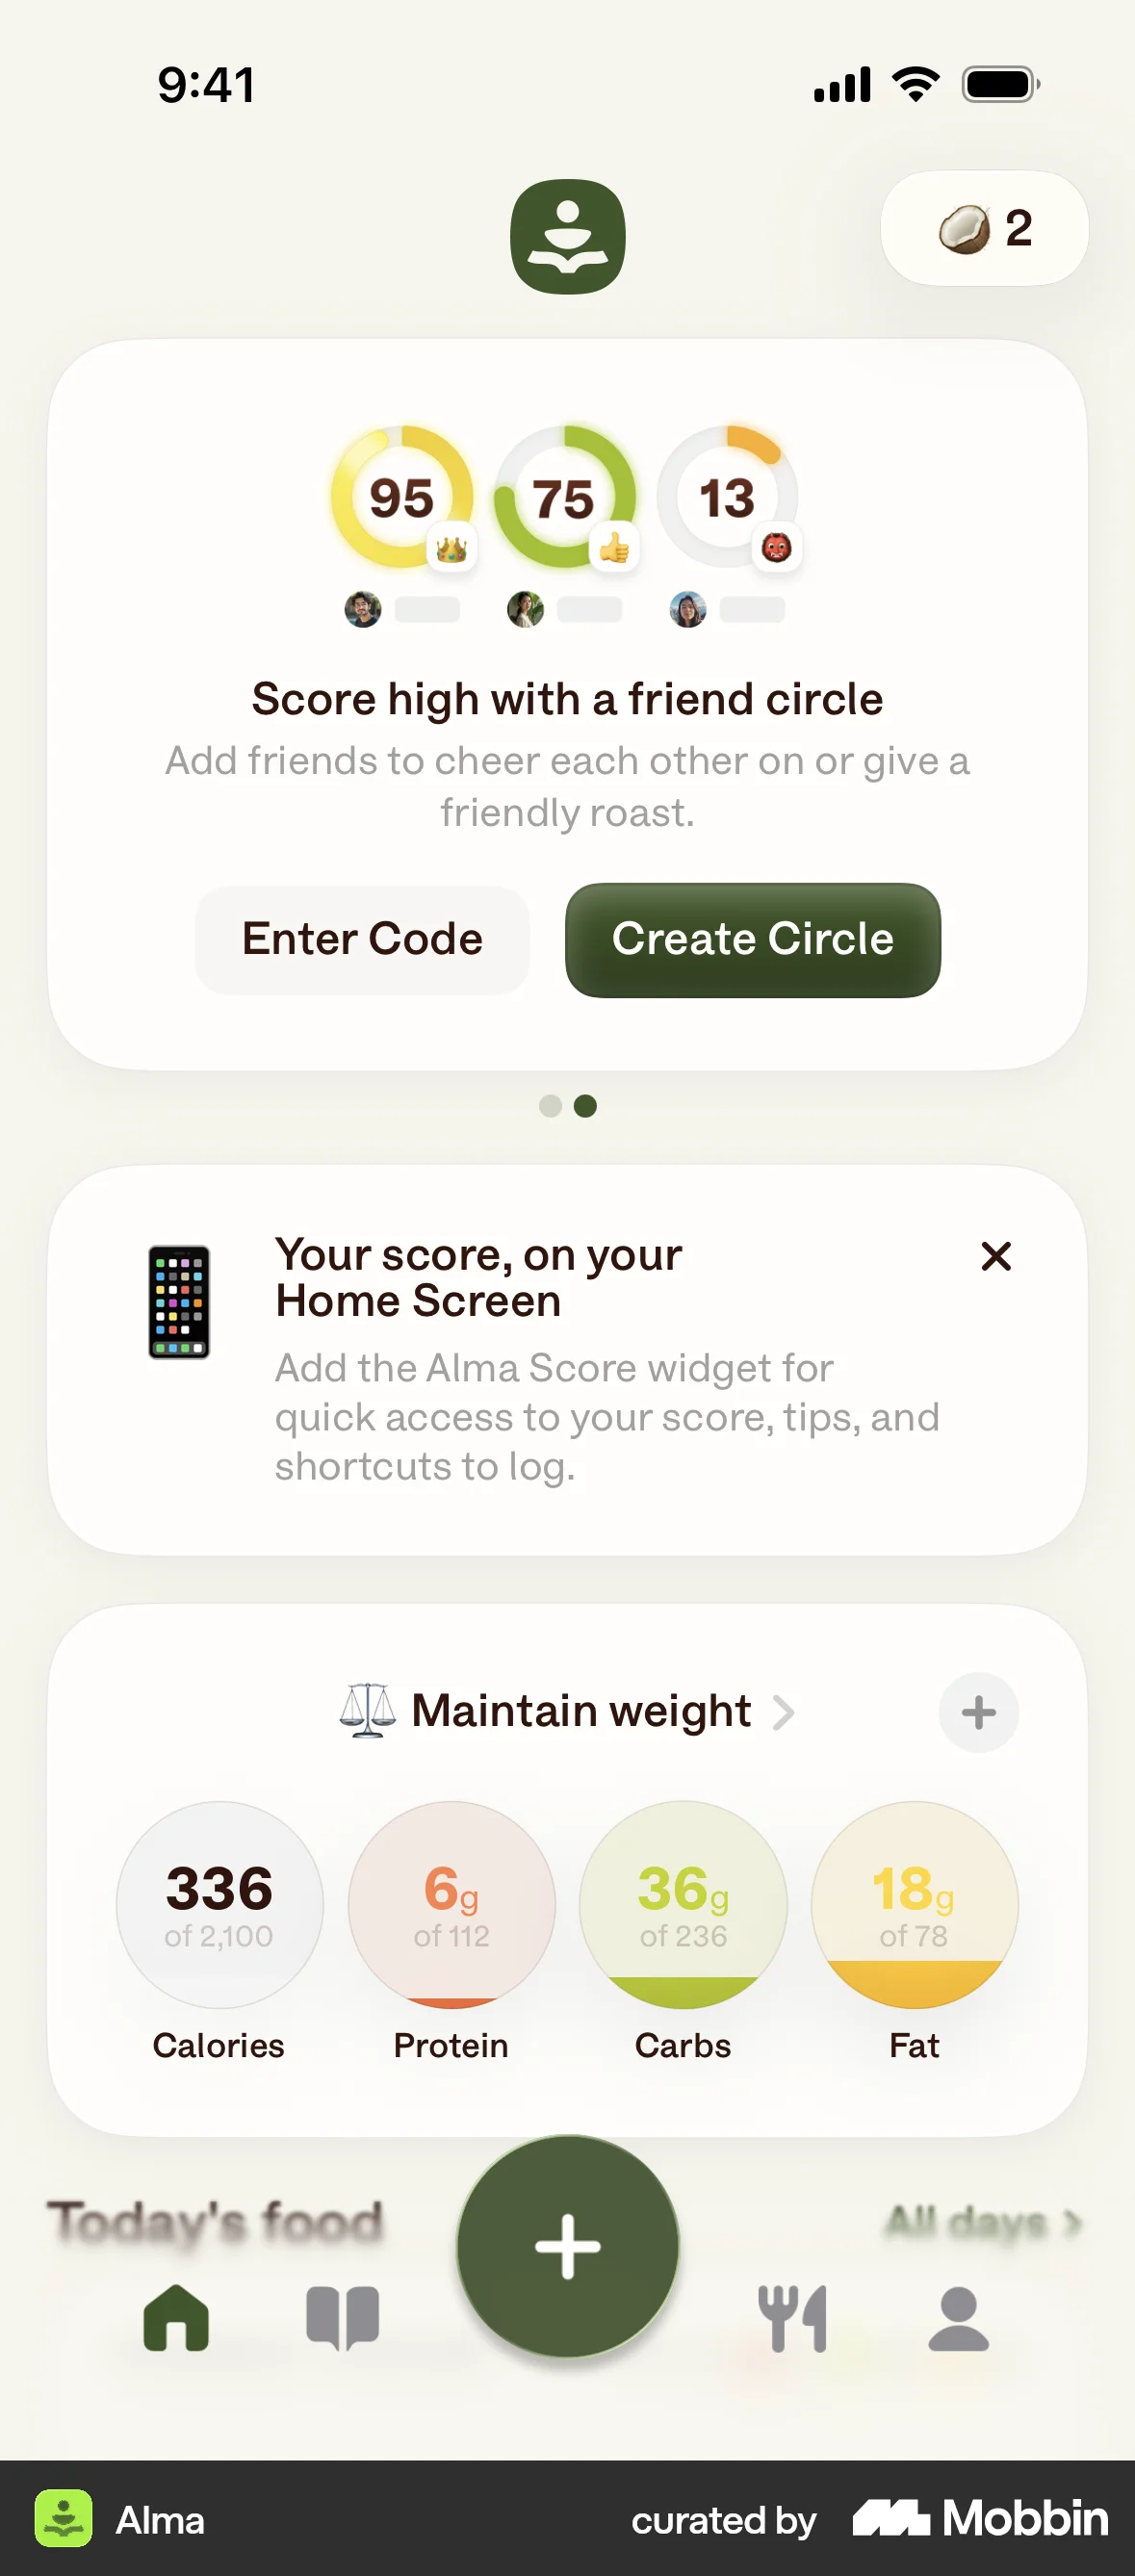 9:41
2
95
75
13
Score high with a friend circle
Add friends to cheer each other on or give a
friendly roast.
Enter Code
Create Circle
Your score, on your
Home Screen
Add the Alma Score widget for
quick access to your score, tips, and
shortcuts to log.
Maintain weight
336
of 2,100
Calories
6g
of 112
Protein
36g
of 236
Carbs
18g
of 78
Fat
Today's food
All days
Alma
curated by Mobbin